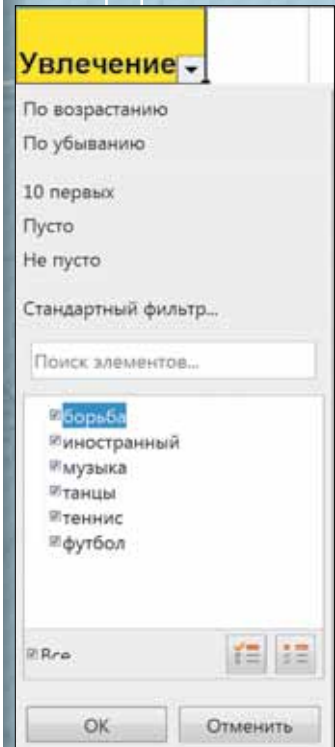 Увлечение
По возрастанию
По убыванию
10 первых
Пусто
Не пусто
Стандартный фильтр...
Поиск элементов...
борьба
иностранный
музыка
танцы
теннис
футбол
Все
ОК
Отменить